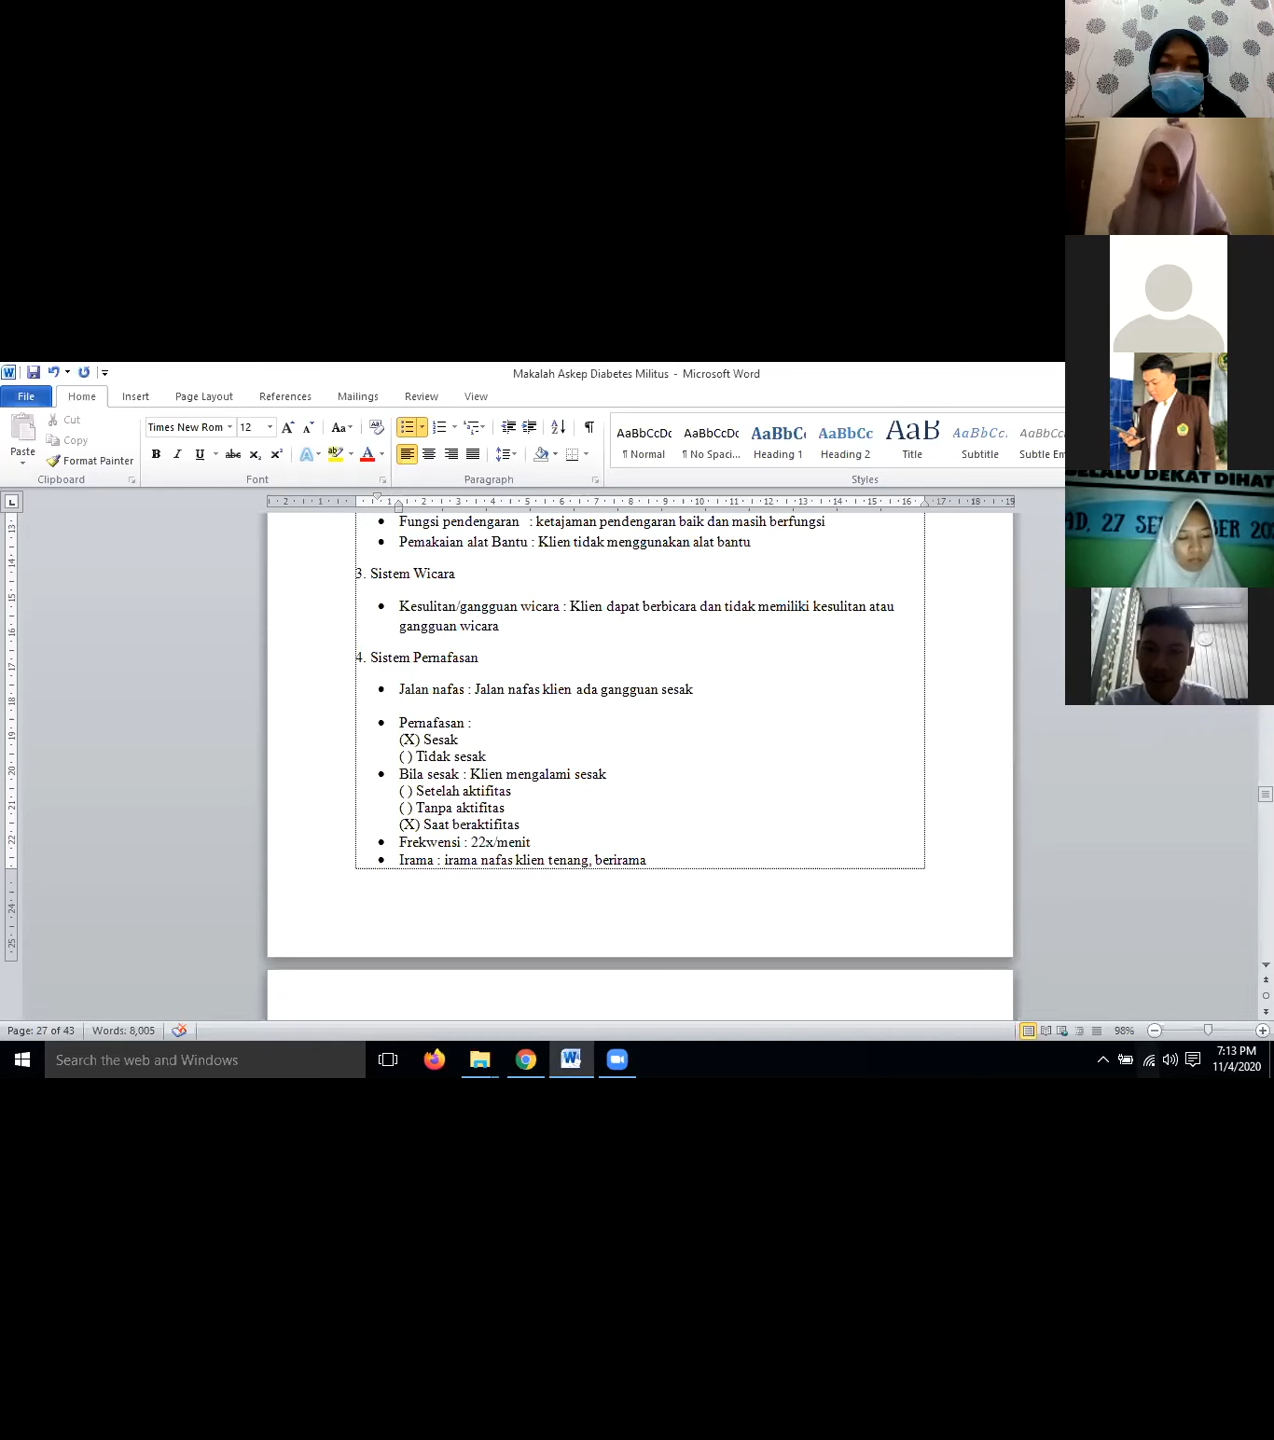 Makalah Askep Diabetes Militus - Microsoft Word
File Home Insert Page Layout References Mailings Review View
Paste
Cut
Copy
Format Painter
Clipboard
Times New Rom 12
Font
Paragraph
AaBbCcDc AaBbCcDc AaBbC AaBbCc AaB AaBbCc. AaBbCcD
¶ Normal ¶ No Spaci... Heading 1 Heading 2 Title Subtitle Subtle Em
Styles
Fungsi pendengaran : ketajaman pendengaran baik dan masih berfungsi
Pemakaian alat Bantu : Klien tidak menggunakan alat bantu
3. Sistem Wicara
Kesulitan/gangguan wicara : Klien dapat berbicara dan tidak memiliki kesulitan atau
gangguan wicara
4. Sistem Pernafasan
Jalan nafas : Jalan nafas klien ada gangguan sesak
Pernafasan :
(X) Sesak
( ) Tidak sesak
Bila sesak : Klien mengalami sesak
( ) Setelah aktifitas
( ) Tanpa aktifitas
(X) Saat beraktifitas
Frekwensi : 22x/menit
Irama : irama nafas klien tenang, berirama
Page: 27 of 43 Words: 8,005
98%
Search the web and Windows
7:13 PM
11/4/2020
DEKAT DIHAT
AD, 27 SE